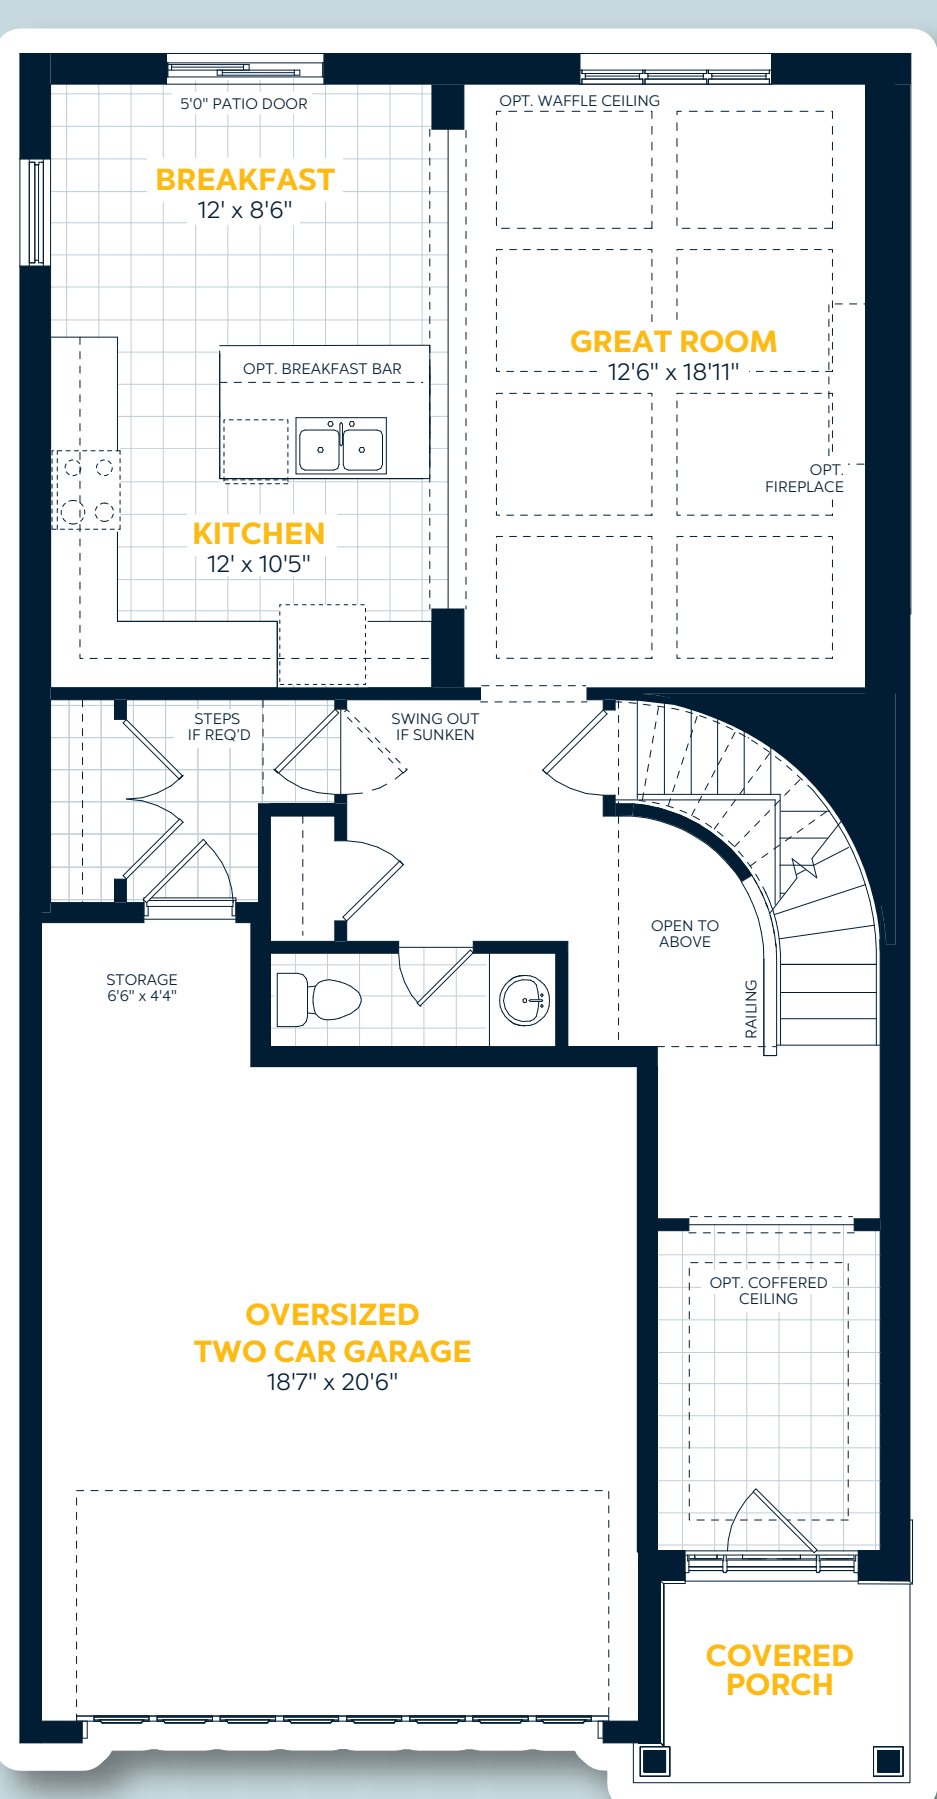 5'0" PATIO DOOR
OPT. WAFFLE CEILING
BREAKFAST
12' x 8'6"
GREAT ROOM
12'6" x 18'11"
OPT. BREAKFAST BAR
OPT.
FIREPLACE
KITCHEN
12' x 10'5"
STEPS
IF REQ'D
SWING OUT
IF SUNKEN
OPEN TO
ABOVE
STORAGE
6'6" x 4'4"
RAILING
OPT. COFFERED
CEILING
OVERSIZED
TWO CAR GARAGE
18'7" x 20'6"
COVERED
PORCH